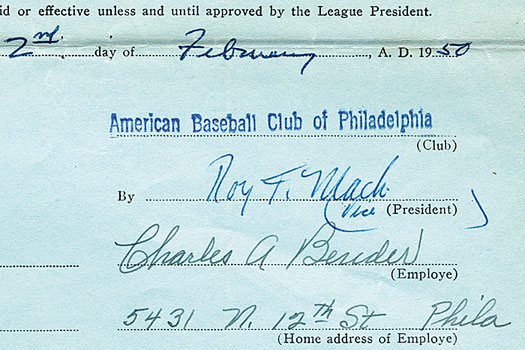 id or effective unless and until approved by the League President.
2nd day of February, A. D. 1950
American Baseball Club of Philadelphia
(Club)
By Roy F. Mack
(Vice (President)
Charles A Bender
(Employe)
5431 N. 12th St Phila
(Home address of Employe)